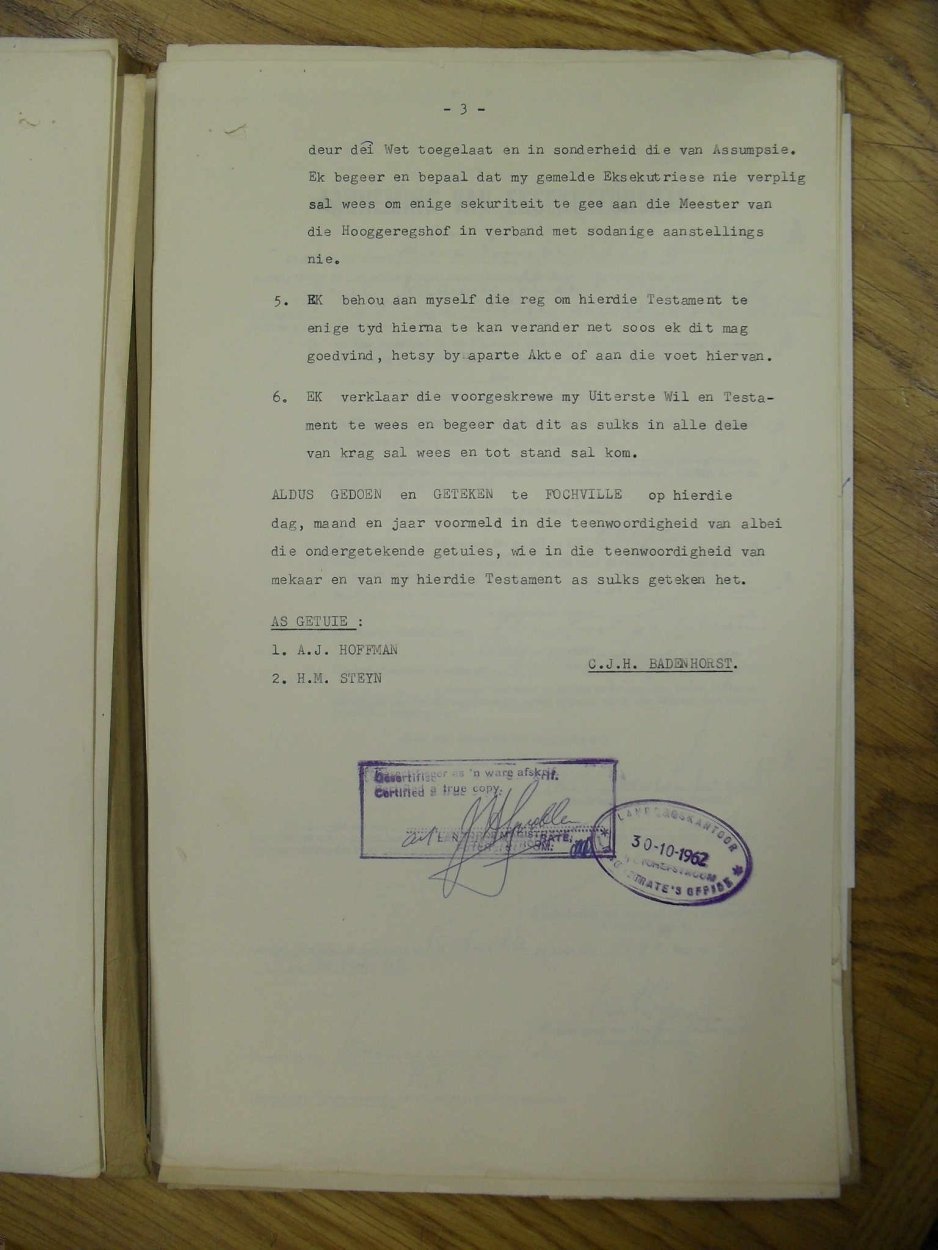 - 3 -
deur dei Wet toegelaat en in sonderheid die van Assumpsie.
Ek begeer en bepaal dat my gemelde Eksekutriese nie verplig
sal wees om enige sekuriteit te gee aan die Meester van
die Hooggeregshof in verband met sodanige aanstellings
nie.
5. EK behou aan myself die reg om hierdie Testament te
enige tyd hierna te kan verander net soos ek dit mag
goedvind, hetsy by aparte Akte of aan die voet hiervan.
6. EK verklaar die voorgeskrewe my Uiterste Wil en Testa-
ment te wees en begeer dat dit as sulks in alle dele
van krag sal wees en tot stand sal kom.
ALDUS GEDOEN en GETEKEN te FOCHVILLE op hierdie
dag, maand en jaar voormeld in die teenwoordigheid van albei
die ondergetekende getuies, wie in die teenwoordigheid van
mekaar en van my hierdie Testament as sulks geteken het.
AS GETUIE :
1. A.J. HOFFMAN
C.J.H. BADENHORST.
2. H.M. STEYN
as 'n ware afskrif.
Certified a true copy.
MAGISTRATE.
LANDDROSKANTOOR
30-10-1962
POTCHEFSTROOM
MAGISTRATE'S OFFICE